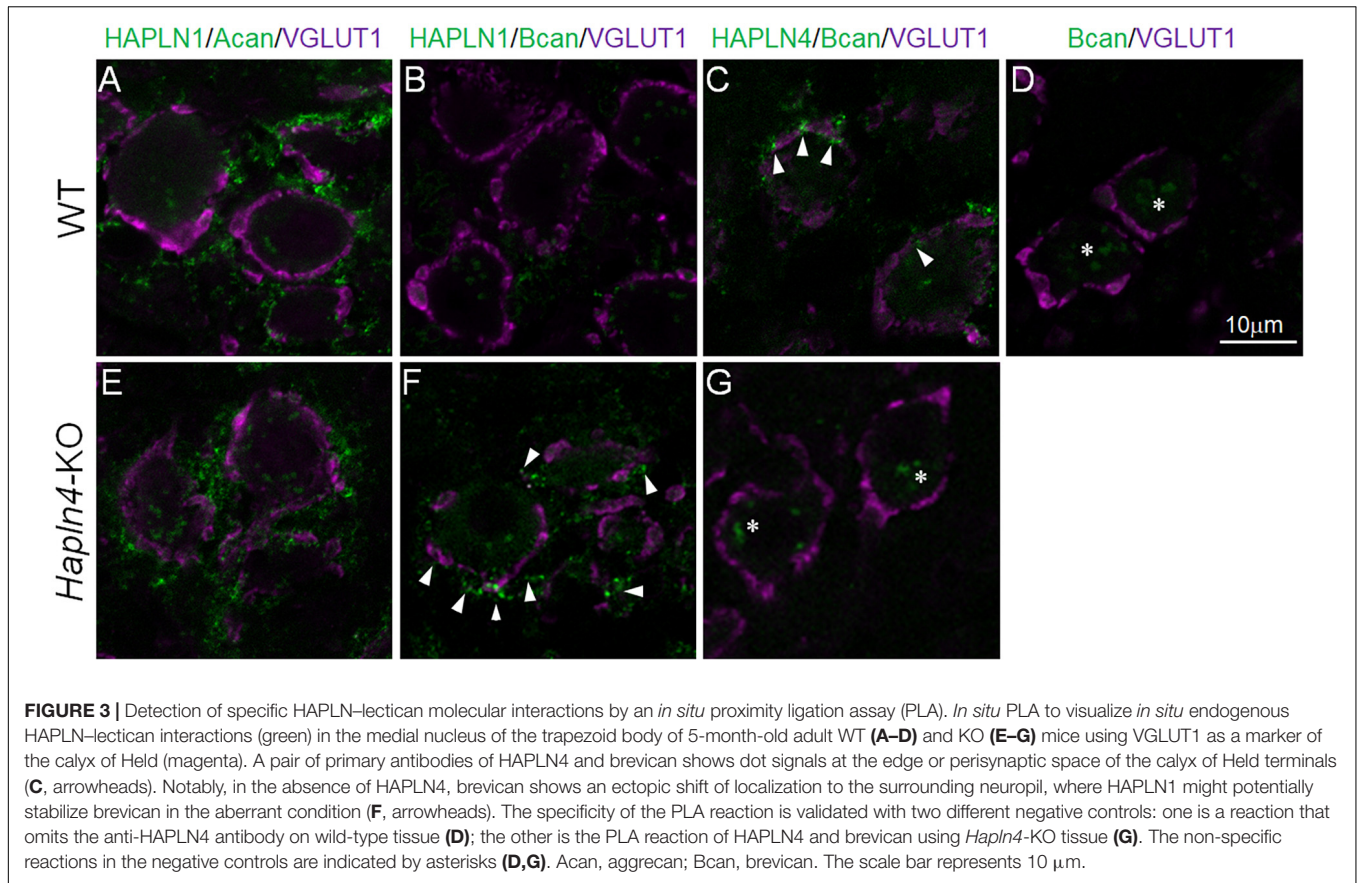 HAPLN1/Acan/VGLUT1 HAPLN1/Bcan/VGLUT1 HAPLN4/Bcan/VGLUT1 Bcan/VGLUT1
A B C D
WT
* *
10μm
E F G
Hapln4-KO
* *
FIGURE 3 | Detection of specific HAPLN–lectican molecular interactions by an in situ proximity ligation assay (PLA). In situ PLA to visualize in situ endogenous
HAPLN–lectican interactions (green) in the medial nucleus of the trapezoid body of 5-month-old adult WT (A–D) and KO (E–G) mice using VGLUT1 as a marker of
the calyx of Held (magenta). A pair of primary antibodies of HAPLN4 and brevican shows dot signals at the edge or perisynaptic space of the calyx of Held terminals
(C, arrowheads). Notably, in the absence of HAPLN4, brevican shows an ectopic shift of localization to the surrounding neuropil, where HAPLN1 might potentially
stabilize brevican in the aberrant condition (F, arrowheads). The specificity of the PLA reaction is validated with two different negative controls: one is a reaction that
omits the anti-HAPLN4 antibody on wild-type tissue (D); the other is the PLA reaction of HAPLN4 and brevican using Hapln4-KO tissue (G). The non-specific
reactions in the negative controls are indicated by asterisks (D,G). Acan, aggrecan; Bcan, brevican. The scale bar represents 10 μm.